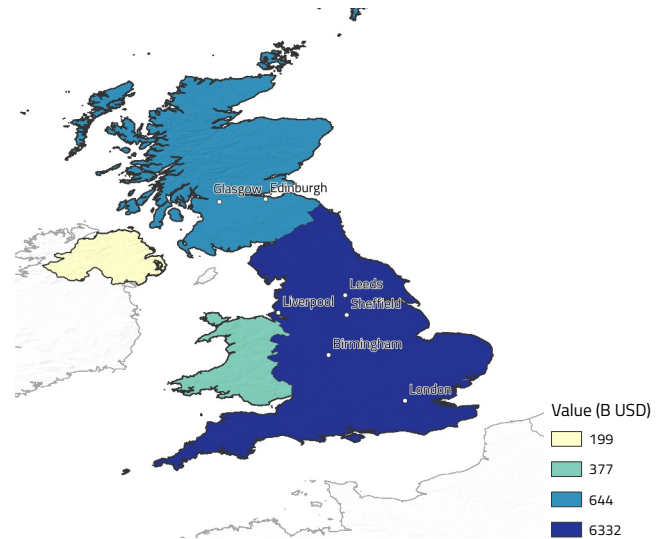 Glasgow
Edinburgh
Leeds
Liverpool
Sheffield
Birmingham
London
Value (B USD)
199
377
644
6332